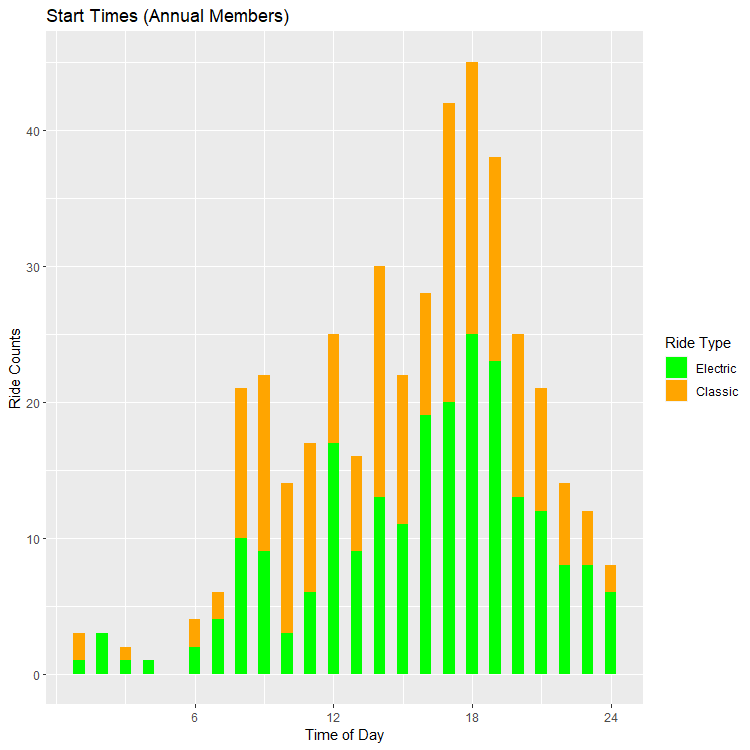 Start Times (Annual Members)
Ride Counts
40
30
20
10
0
6 12 18 24
Time of Day
Ride Type
Electric
Classic